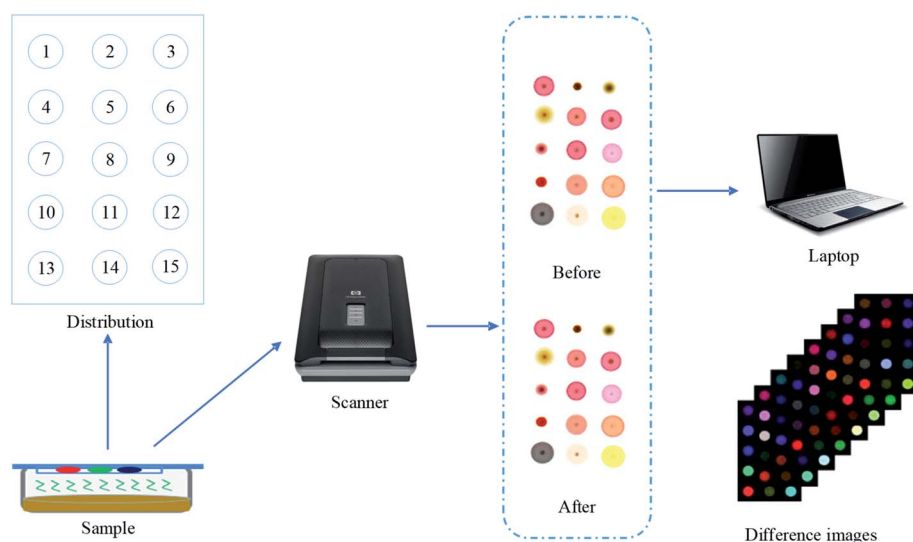 1 2 3
4 5 6
7 8 9
10 11 12
13 14 15
Distribution
Sample
Scanner
Before
After
Laptop
Difference images